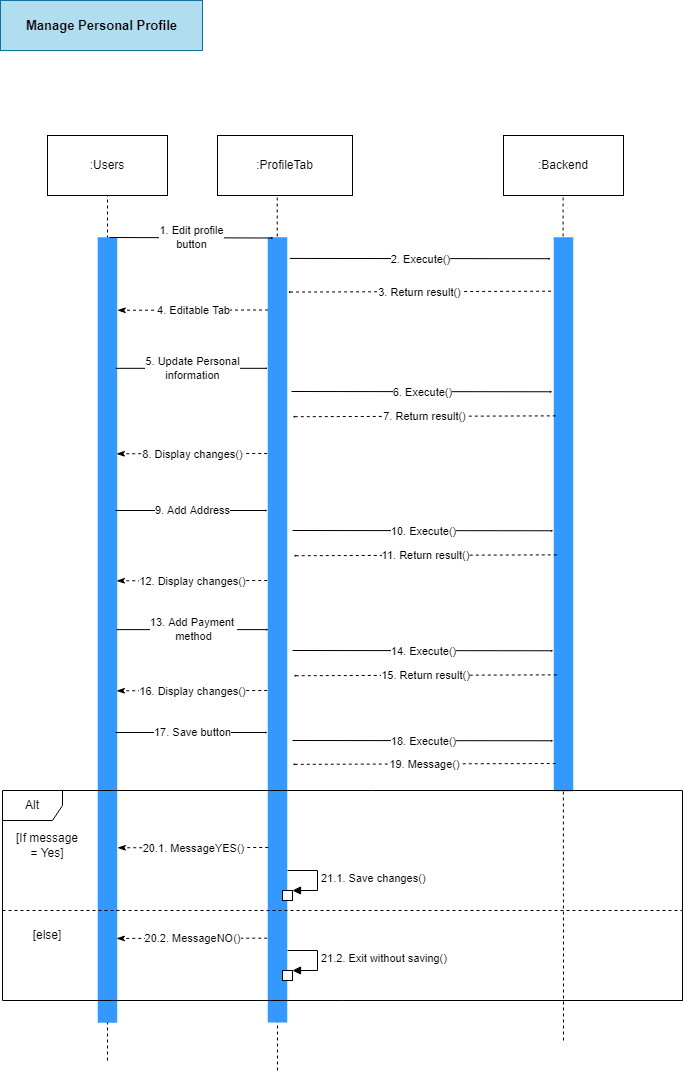 Manage Personal Profile
:Users
:ProfileTab
:Backend
1. Edit profile
button
2. Execute()
3. Return result()
4. Editable Tab
5. Update Personal
information
6. Execute()
7. Return result()
8. Display changes()
9. Add Address
10. Execute()
11. Return result()
12. Display changes()
13. Add Payment
method
14. Execute()
15. Return result()
16. Display changes()
17. Save button
18. Execute()
19. Message()
Alt
[If message
= Yes]
20.1. MessageYES()
21.1. Save changes()
[else]
20.2. MessageNO()
21.2. Exit without saving()